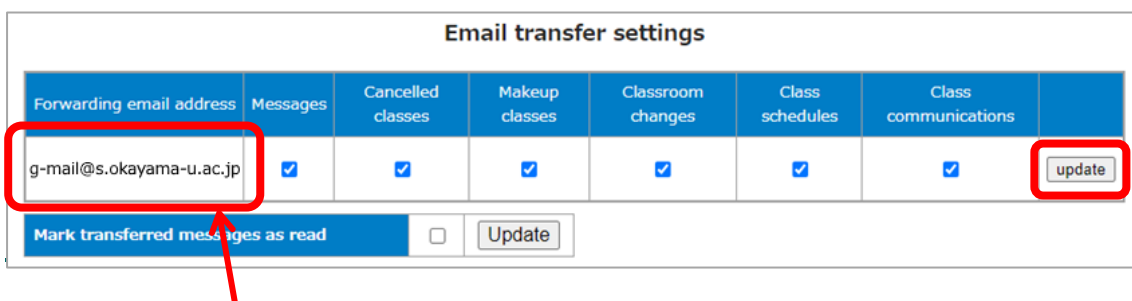 Email transfer settings
Forwarding email address Messages Cancelled classes Makeup classes Classroom changes Class schedules Class communications
g-mail@s.okayama-u.ac.jp update
Mark transferred messages as read Update